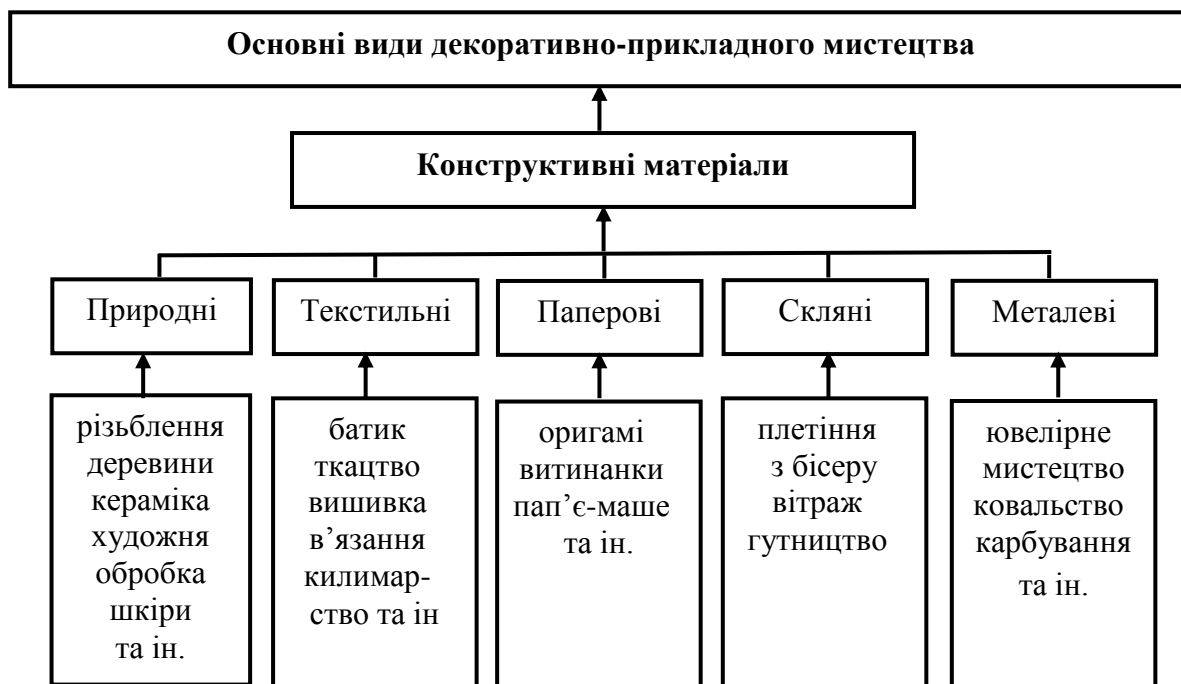 Основні види декоративно-прикладного мистецтва
Конструктивні матеріали
Природні
Текстильні
Паперові
Скляні
Металеві
різьблення
деревини
кераміка
художня
обробка
шкіри
та ін.
батик
ткацтво
вишивка
в’язання
килимар-
ство та ін
оригамі
витинанки
пап’є-маше
та ін.
плетіння
з бісеру
вітраж
гутництво
ювелірне
мистецтво
ковальство
карбування
та ін.